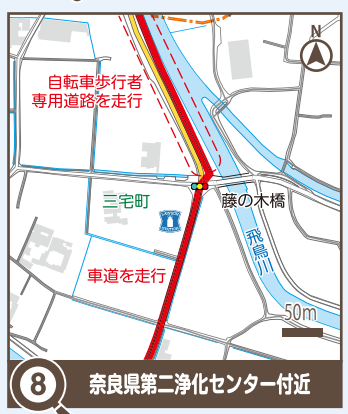 N
自転車歩行者
専用道路を走行
三宅町
藤の木橋
飛鳥川
車道を走行
50m
8 奈良県第二浄化センター付近